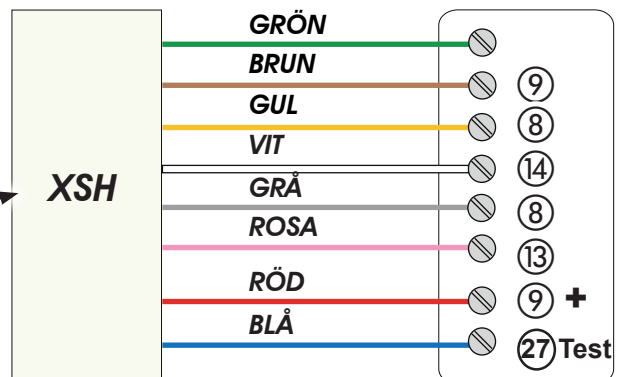 GRÖN
BRUN ⑨
GUL ⑧
VIT ⑭
XSH
GRÅ ⑧
ROSA ⑬
RÖD ⑨ +
BLÅ ㉗ Test